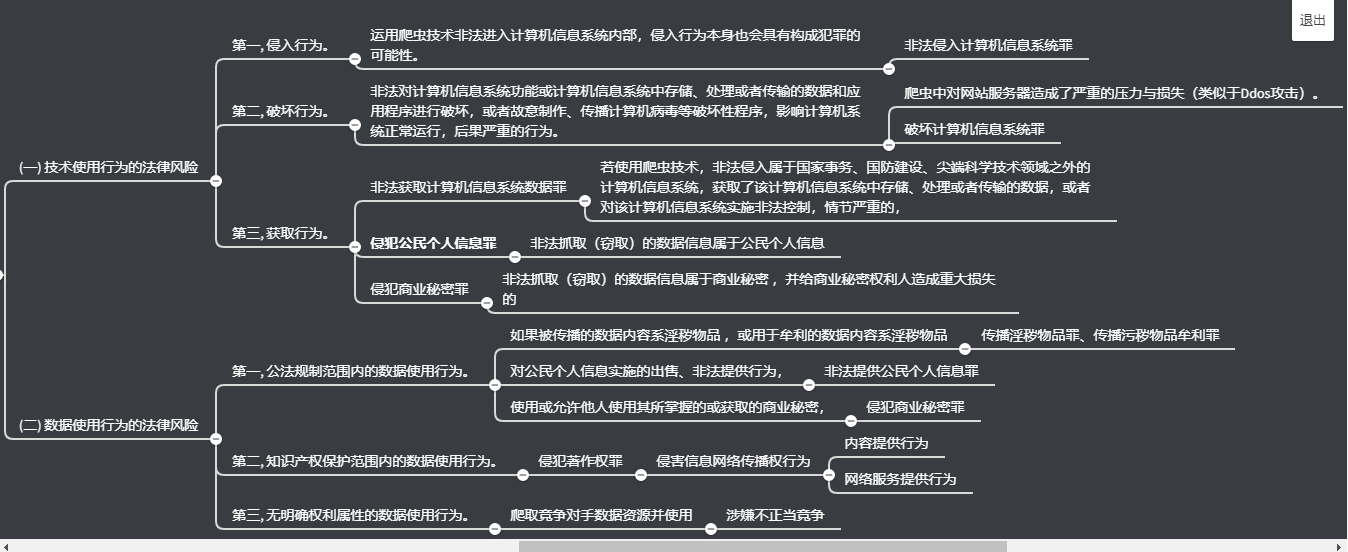 退出
(一) 技术使用行为的法律风险
第一, 侵入行为。
运用爬虫技术非法进入计算机信息系统内部，侵入行为本身也会具有构成犯罪的
可能性。
非法侵入计算机信息系统罪
第二, 破坏行为。
非法对计算机信息系统功能或计算机信息系统中存储、处理或者传输的数据和应
用程序进行破坏，或者故意制作、传播计算机病毒等破坏性程序，影响计算机系
统正常运行，后果严重的行为。
爬虫中对网站服务器造成了严重的压力与损失（类似于Ddos攻击）。
破坏计算机信息系统罪
第三, 获取行为。
非法获取计算机信息系统数据罪
若使用爬虫技术，非法侵入属于国家事务、国防建设、尖端科学技术领域之外的
计算机信息系统，获取了该计算机信息系统中存储、处理或者传输的数据，或者
对该计算机信息系统实施非法控制，情节严重的，
侵犯公民个人信息罪
非法抓取（窃取）的数据信息属于公民个人信息
侵犯商业秘密罪
非法抓取（窃取）的数据信息属于商业秘密 ，并给商业秘密权利人造成重大损失
的
(二) 数据使用行为的法律风险
第一, 公法规制范围内的数据使用行为。
如果被传播的数据内容系淫秽物品 ，或用于牟利的数据内容系淫秽物品
传播淫秽物品罪、传播污秽物品牟利罪
对公民个人信息实施的出售、非法提供行为，
非法提供公民个人信息罪
使用或允许他人使用其所掌握的或获取的商业秘密，
侵犯商业秘密罪
第二, 知识产权保护范围内的数据使用行为。
侵犯著作权罪
侵害信息网络传播权行为
内容提供行为
网络服务提供行为
第三, 无明确权利属性的数据使用行为。
爬取竞争对手数据资源并使用
涉嫌不正当竞争